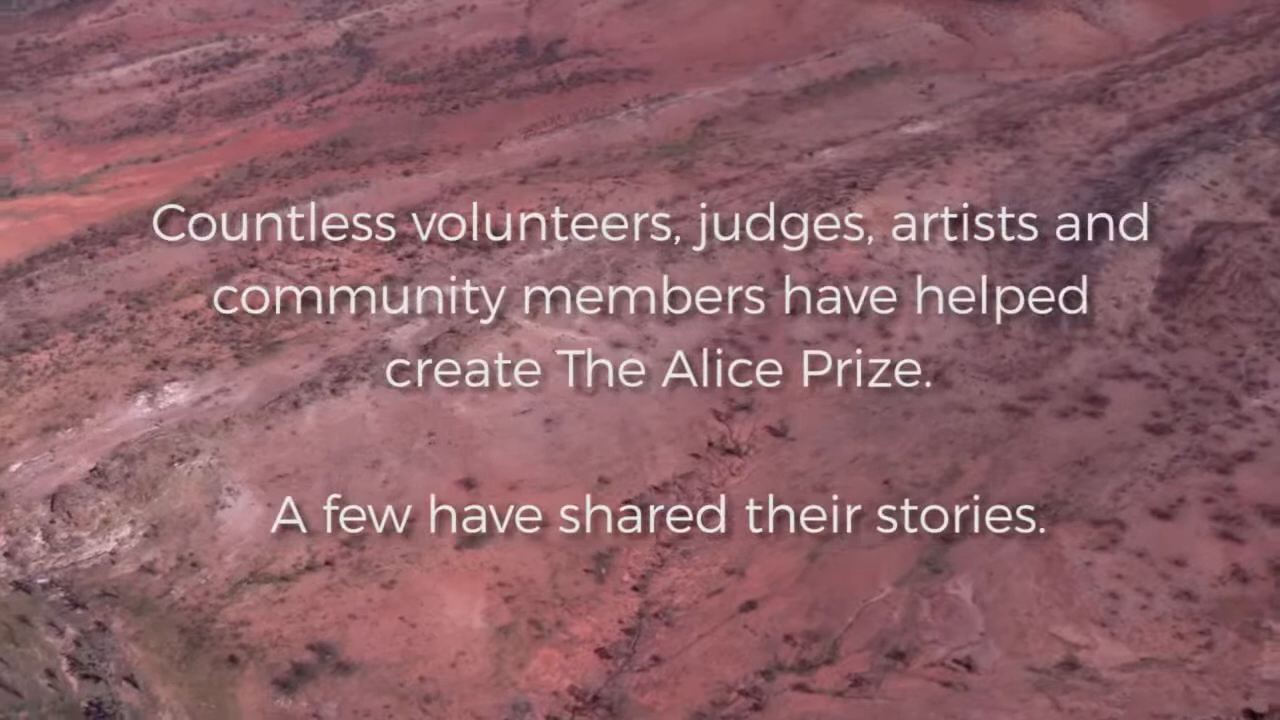 Countless volunteers, judges, artists and
community members have helped
create The Alice Prize.
A few have shared their stories.